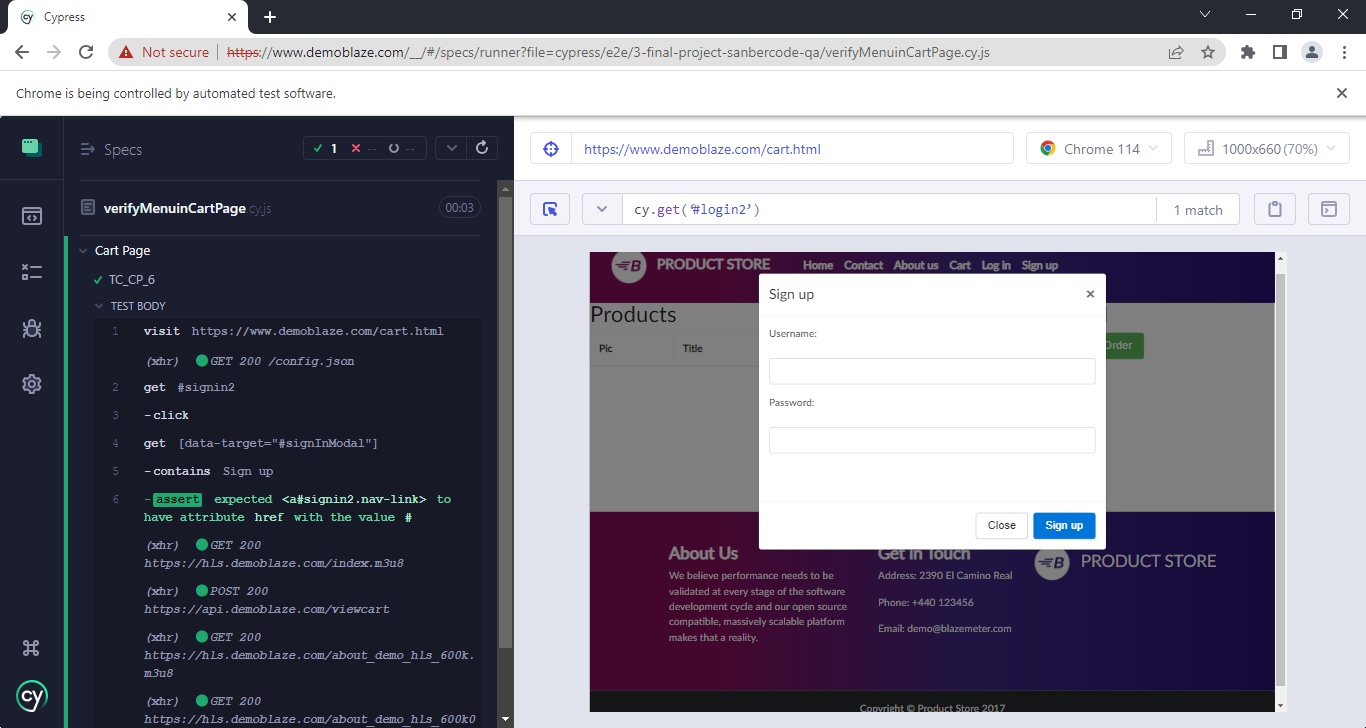 Cypress
Not secure https://www.demoblaze.com/__/#/specs/runner?file=cypress/e2e/3-final-project-sanbercode-qa/verifyMenuinCartPage.cy.js
Chrome is being controlled by automated test software.
Specs
1 -- --
verifyMenuinCartPage.cy.js 00:03
Cart Page
TC_CP_6
TEST BODY
1 visit https://www.demoblaze.com/cart.html
(xhr) GET 200 /config.json
2 get #signin2
3 -click
4 get [data-target="#signInModal"]
5 -contains Sign up
6 -assert expected <a#signin2.nav-link> to
have attribute href with the value #
(xhr) GET 200
https://hls.demoblaze.com/index.m3u8
(xhr) POST 200
https://api.demoblaze.com/viewcart
(xhr) GET 200
https://hls.demoblaze.com/about_demo_hls_600k.
m3u8
(xhr) GET 200
https://hls.demoblaze.com/about_demo_hls_600k0
cy
https://www.demoblaze.com/cart.html
Chrome 114
1000x660 (70%)
cy.get('#login2')
1 match
PRODUCT STORE
Home Contact About us Cart Log in Sign up
Products
Pic Title
Order
Sign up ×
Username:
Password:
Close Sign up
About Us
We believe performance needs to be
validated at every stage of the software
development cycle and our open source
compatible, massively scalable platform
makes that a reality.
Get in Touch
Address: 2390 El Camino Real
Phone: +440 123456
Email: demo@blazemeter.com
PRODUCT STORE
Copyright © Product Store 2017